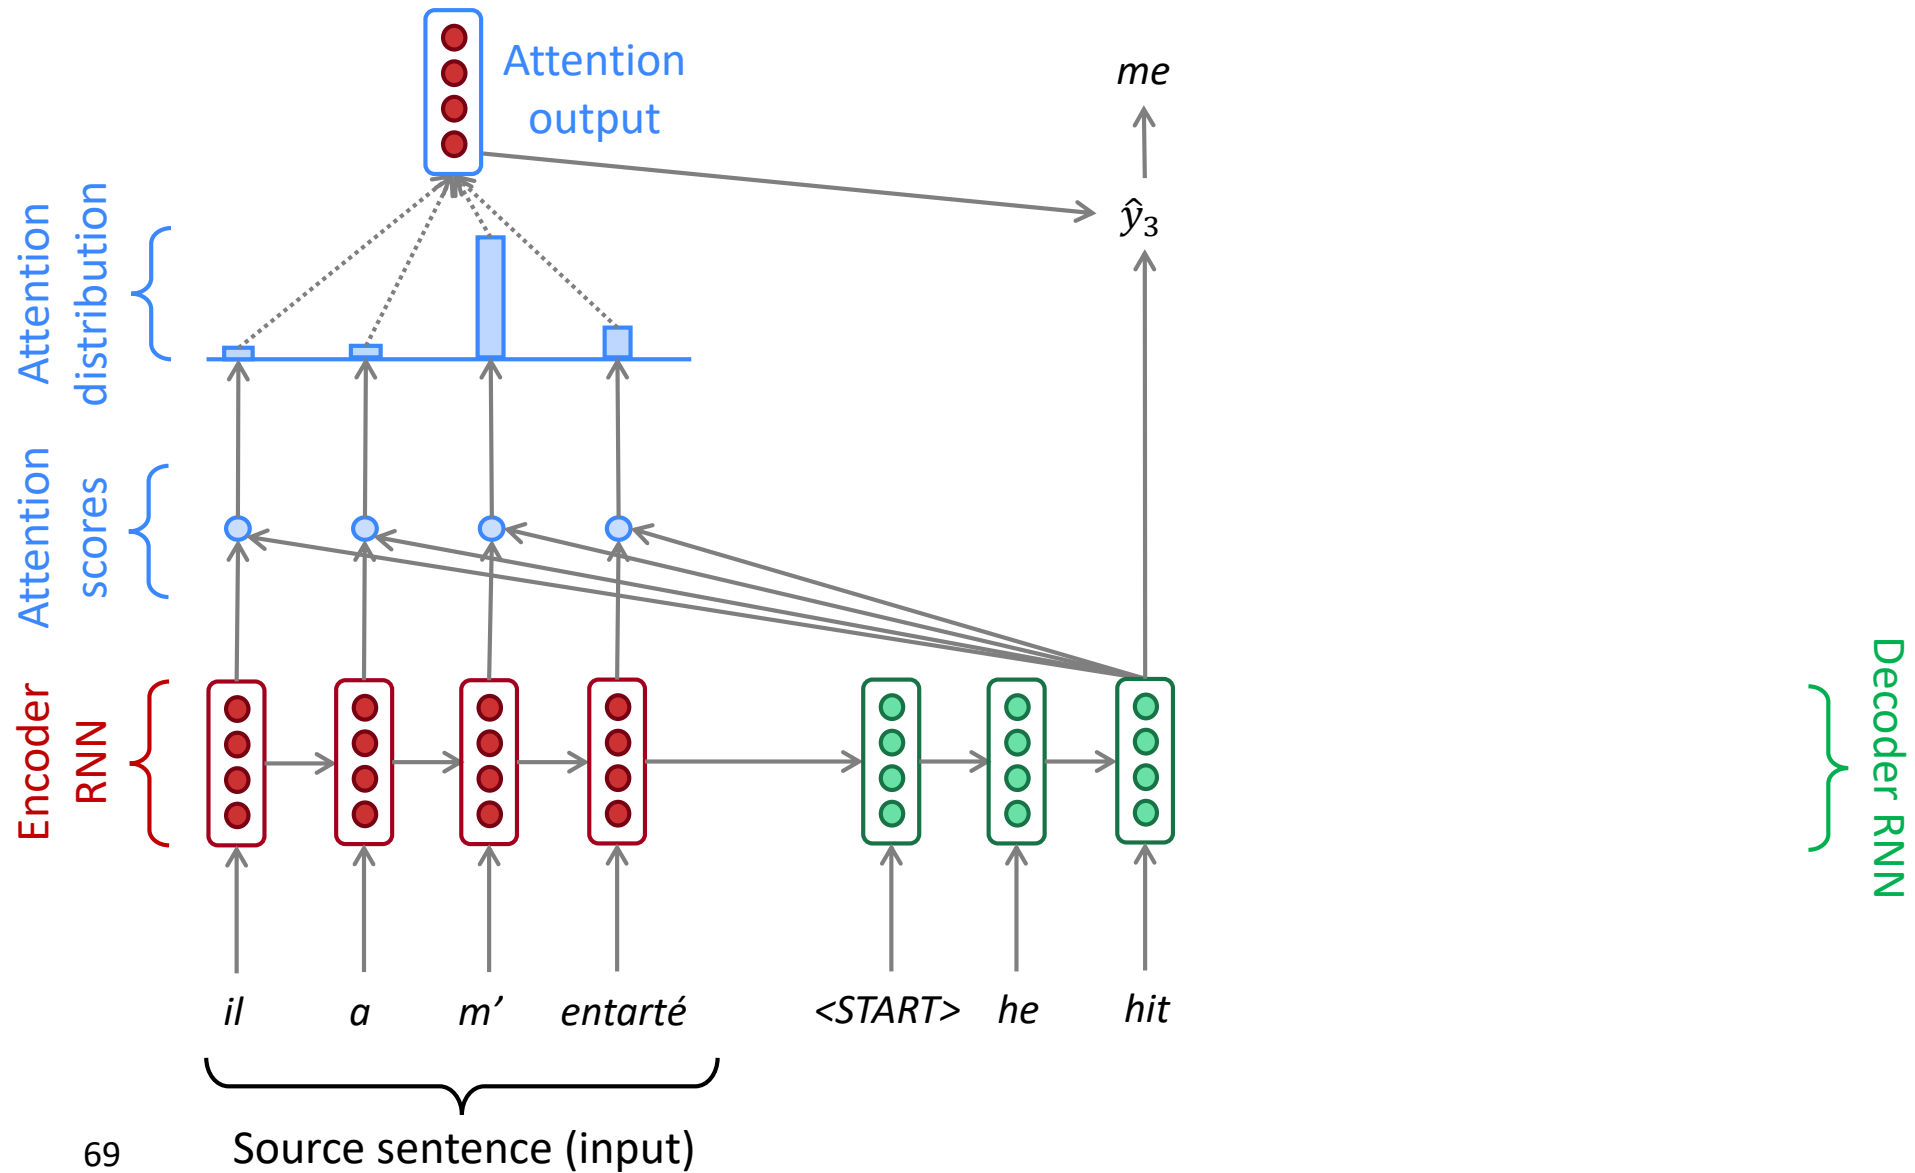 Attention
output
me
ŷ₃
Attention
distribution
Attention
scores
Encoder
RNN
Decoder RNN
il a m’ entarté <START> he hit
Source sentence (input)
69